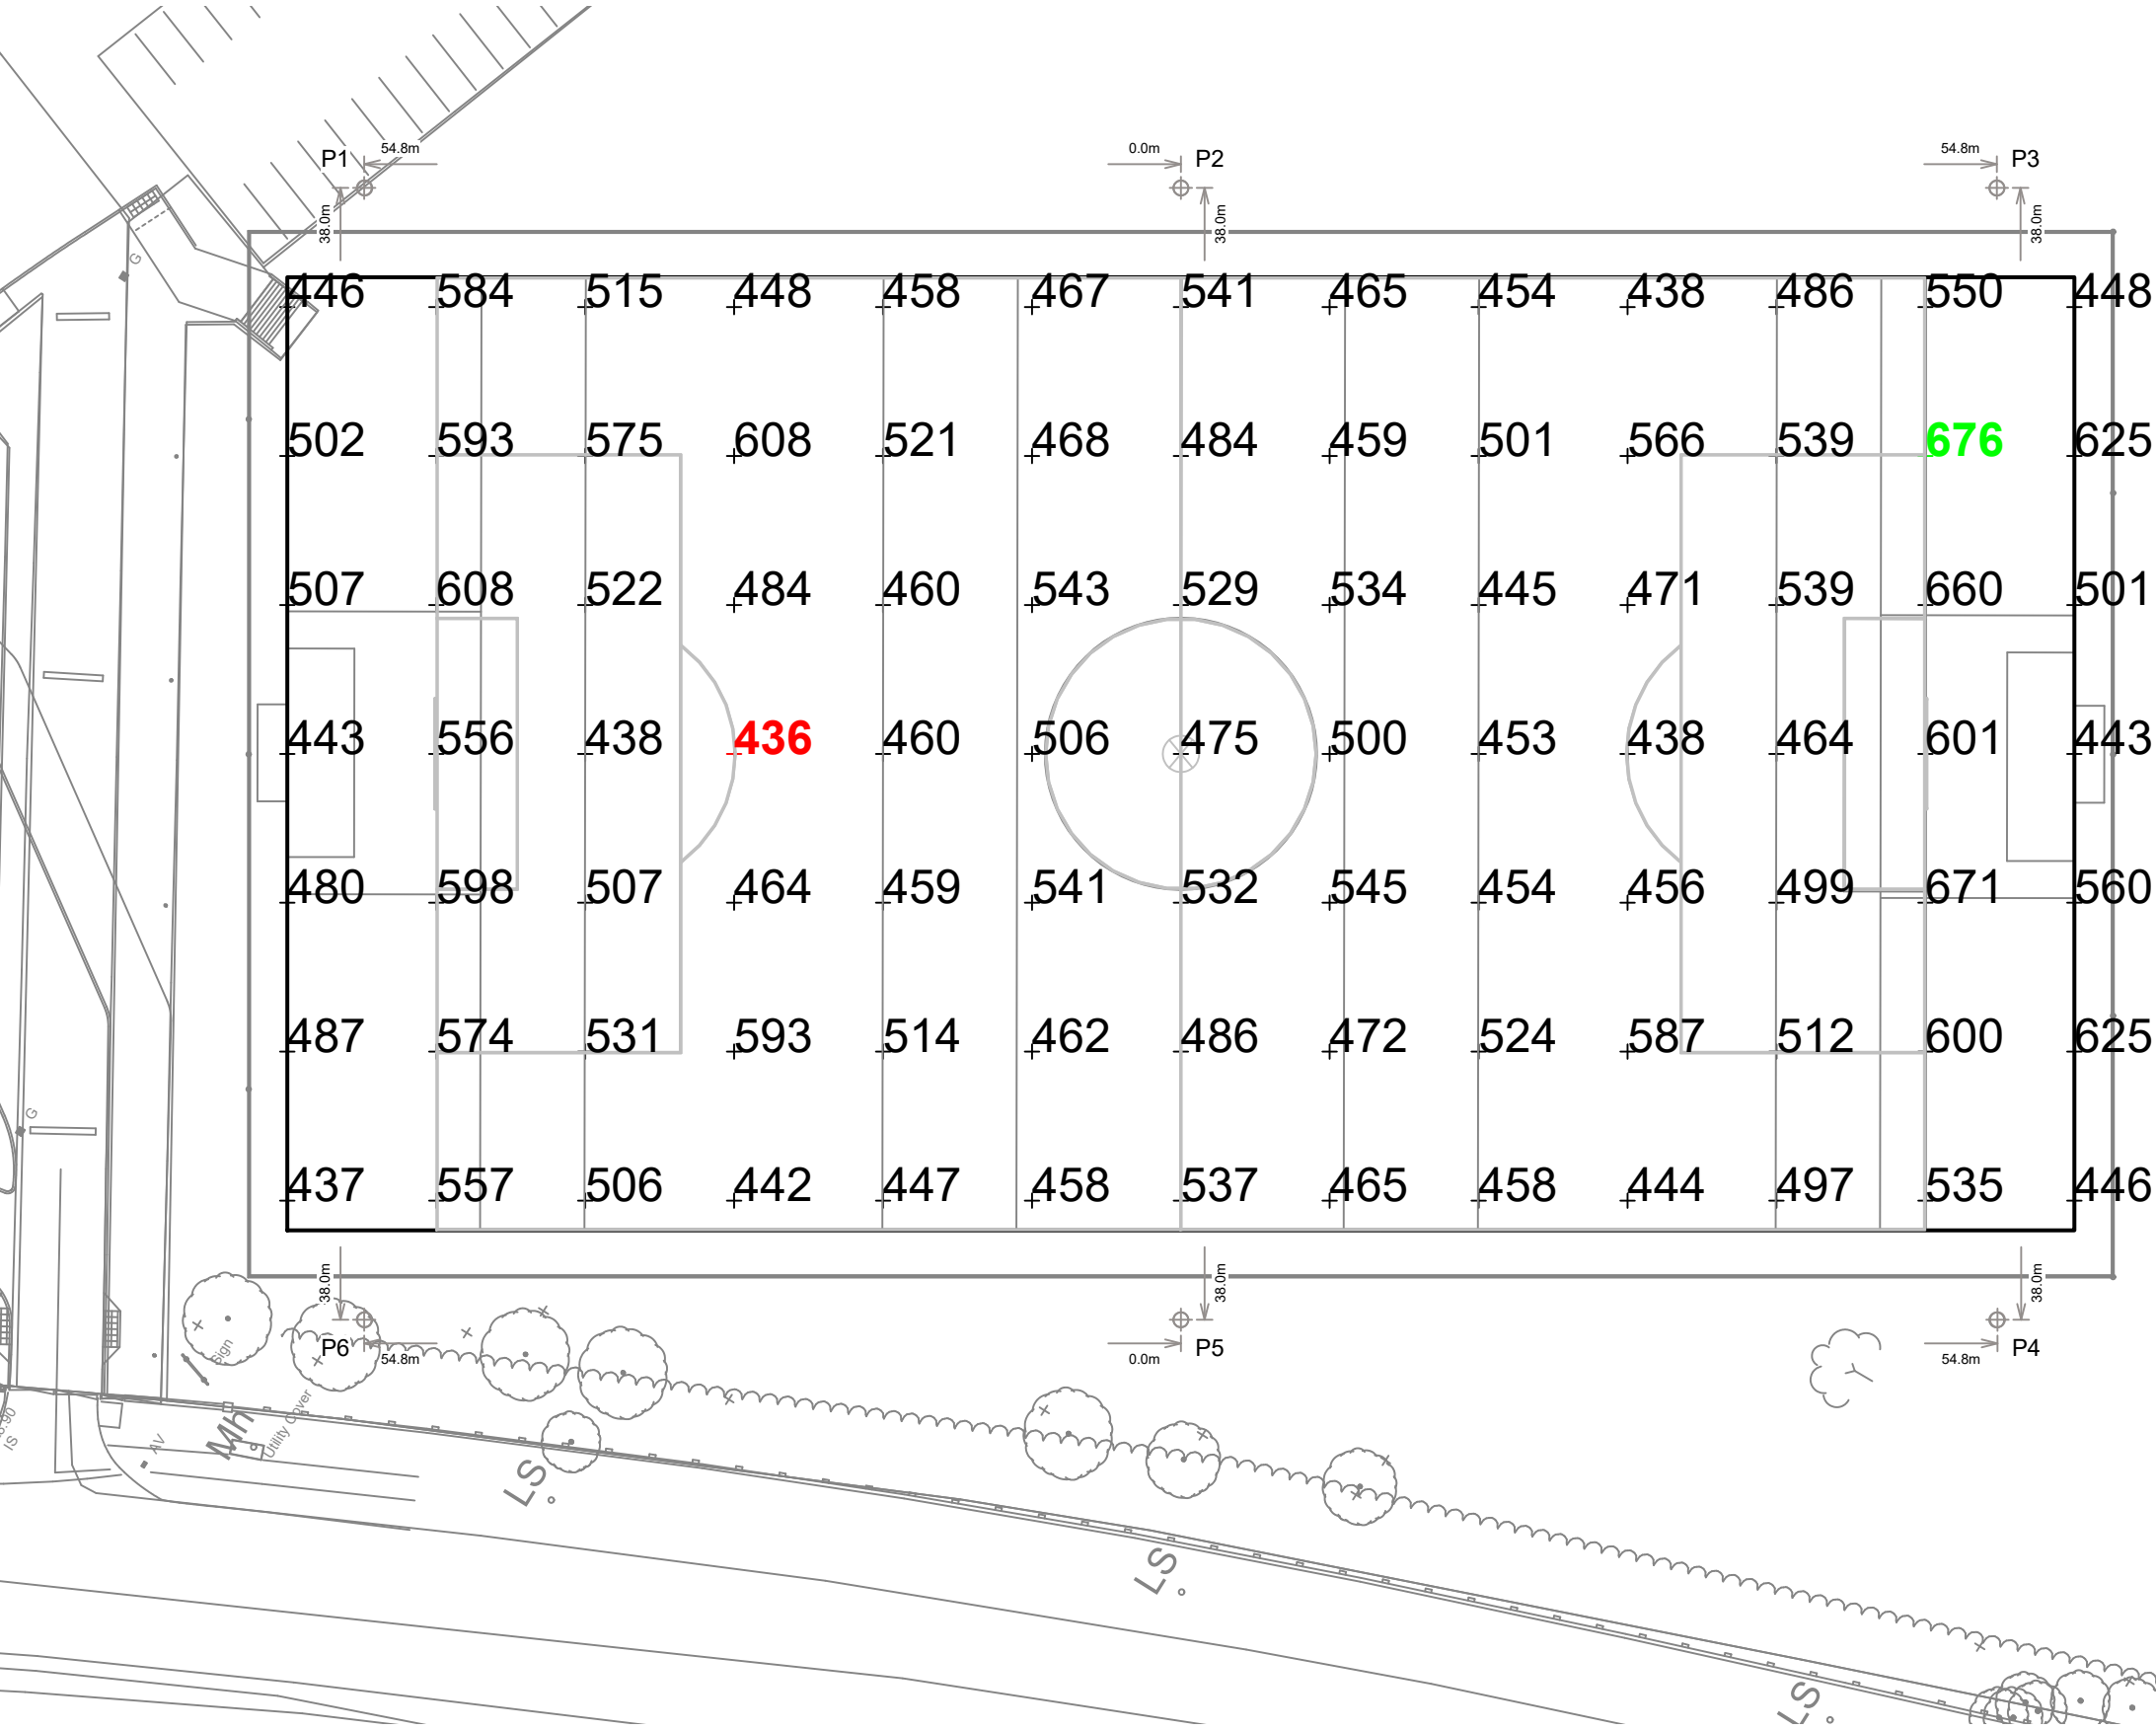 P1 54.8m 0.0m P2 54.8m P3
38.0m 38.0m 38.0m
G
446 584 515 448 458 467 541 465 454 438 486 550 448
502 593 575 608 521 468 484 459 501 566 539 676 625
507 608 522 484 460 543 529 534 445 471 539 660 501
443 556 438 436 460 506 475 500 453 438 464 601 443
480 598 507 464 459 541 532 545 454 456 499 671 560
487 574 531 593 514 462 486 472 524 587 512 600 625
G
437 557 506 442 447 458 537 465 458 444 497 535 446
38.0m 38.0m 38.0m
P6 54.8m 0.0m P5 54.8m P4
Sign
Utility Cover
Mh
AV
IS
LS
LS
LS